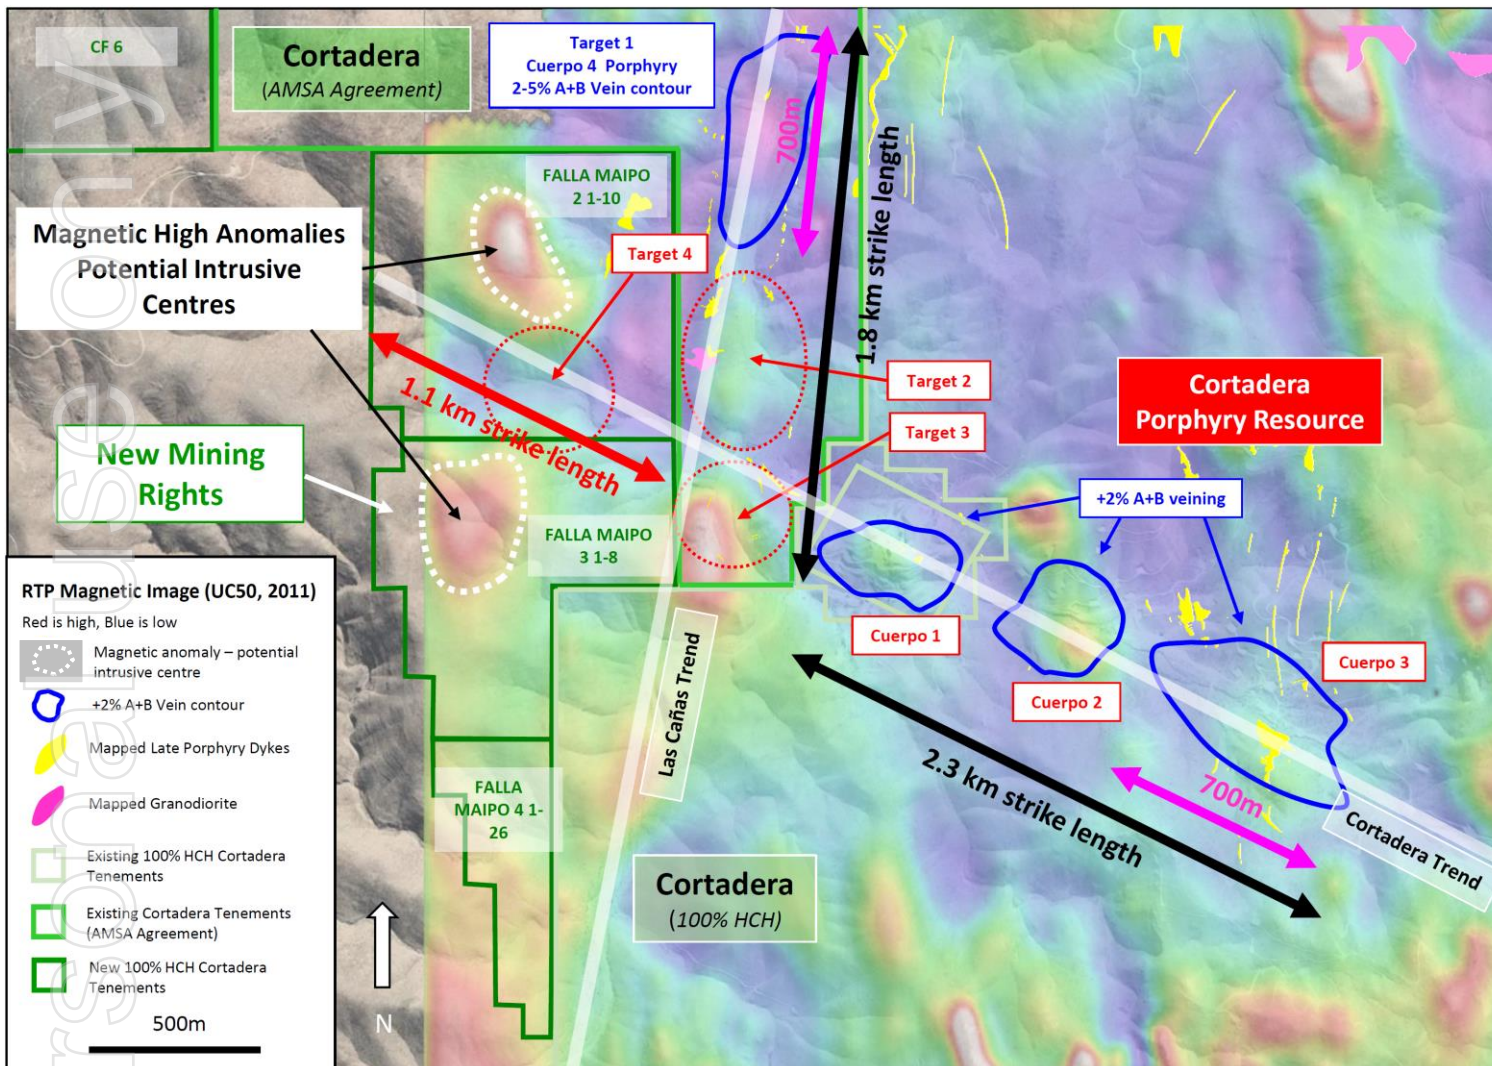 CF 6
Cortadera
(AMSA Agreement)
Target 1
Cuerpo 4 Porphyry
2-5% A+B Vein contour
700m
1.8 km strike length
FALLA MAIPO
2 1-10
Magnetic High Anomalies
Potential Intrusive
Centres
Target 4
1.1 km strike length
Target 2
Target 3
Cortadera
Porphyry Resource
New Mining
Rights
+2% A+B veining
FALLA MAIPO
3 1-8
Cuerpo 1
Cuerpo 2
Cuerpo 3
Las Cañas Trend
2.3 km strike length
700m
Cortadera Trend
FALLA
MAIPO 4 1-
26
Cortadera
(100% HCH)
N
RTP Magnetic Image (UC50, 2011)
Red is high, Blue is low
Magnetic anomaly – potential
intrusive centre
+2% A+B Vein contour
Mapped Late Porphyry Dykes
Mapped Granodiorite
Existing 100% HCH Cortadera
Tenements
Existing Cortadera Tenements
(AMSA Agreement)
New 100% HCH Cortadera
Tenements
500m
rsonal use only